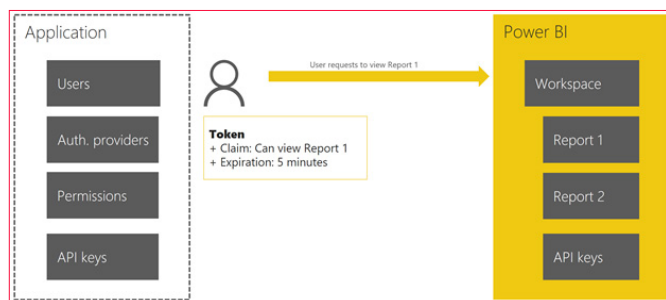 Application
Users
Auth. providers
Permissions
API keys
User requests to view Report 1
Token
+ Claim: Can view Report 1
+ Expiration: 5 minutes
Power BI
Workspace
Report 1
Report 2
API keys